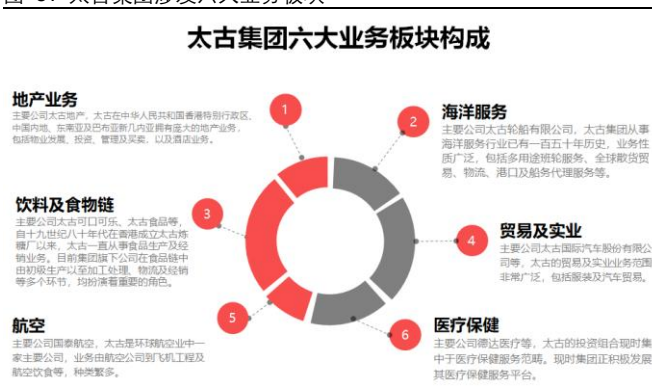 太古集团六大业务板块构成
1
地产业务
主要公司太古地产，太古在中华人民共和国香港特别行政区、
中国内地、东南亚及巴布亚新几内亚拥有庞大的地产业务，
包括物业发展、投资、管理及买卖，以及酒店业务。
2
海洋服务
主要公司太古轮船有限公司，太古集团从事
海洋服务行业已有一百五十年历史，业务性
质广泛，包括多用途班轮服务、全球散货贸
易、物流、港口及船务代理服务等。
3
饮料及食物链
主要公司太古可口可乐、太古食品等，
自十九世纪八十年代在香港成立太古炼
糖厂以来，太古一直从事食品生产及经
销业务。目前集团旗下公司在食品链中
由初级生产以至加工处理、物流及经销
等多个环节，均扮演着重要的角色。
4
贸易及实业
主要公司太古国际汽车股份有限公
司等，太古的贸易及实业业务范围
非常广泛，包括服装及汽车贸易。
5
航空
主要公司国泰航空，太古是环球航空业中一
家主要公司，业务由航空公司到飞机工程及
航空饮食等，种类繁多。
6
医疗保健
主要公司德达医疗等，太古的投资组合现时集
中于医疗保健服务范畴。现时集团正积极发展
其医疗保健服务平台。